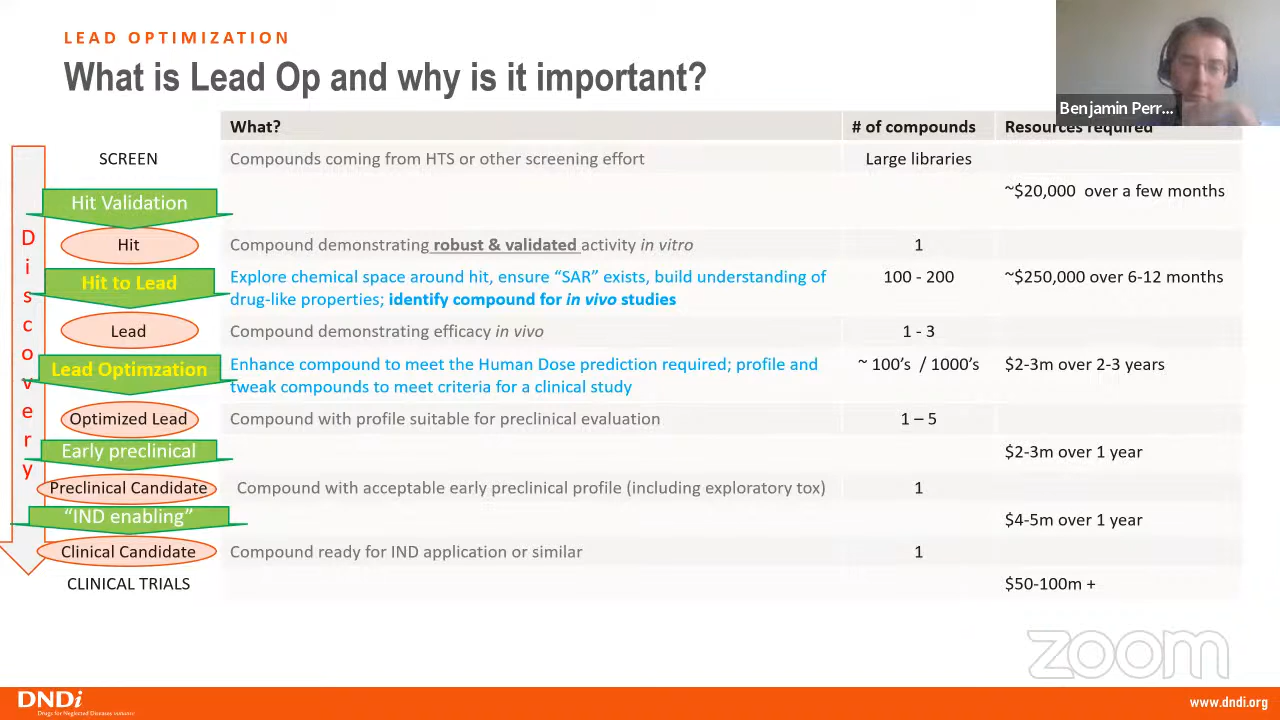 LEAD OPTIMIZATION
What is Lead Op and why is it important?
Benjamin Perr...
What? # of compounds Resources required
SCREEN Compounds coming from HTS or other screening effort Large libraries
Hit Validation ~$20,000 over a few months
Hit Compound demonstrating robust & validated activity in vitro 1
Hit to Lead Explore chemical space around hit, ensure “SAR” exists, build understanding of 100 - 200 ~$250,000 over 6-12 months
drug-like properties; identify compound for in vivo studies
Lead Compound demonstrating efficacy in vivo 1 - 3
Lead Optimzation Enhance compound to meet the Human Dose prediction required; profile and ~ 100’s / 1000’s $2-3m over 2-3 years
tweak compounds to meet criteria for a clinical study
Optimized Lead Compound with profile suitable for preclinical evaluation 1 – 5
Early preclinical $2-3m over 1 year
Preclinical Candidate Compound with acceptable early preclinical profile (including exploratory tox) 1
“IND enabling” $4-5m over 1 year
Clinical Candidate Compound ready for IND application or similar 1
CLINICAL TRIALS $50-100m +
Discovery
zoom
DNDi
Drugs for Neglected Diseases initiative
www.dndi.org